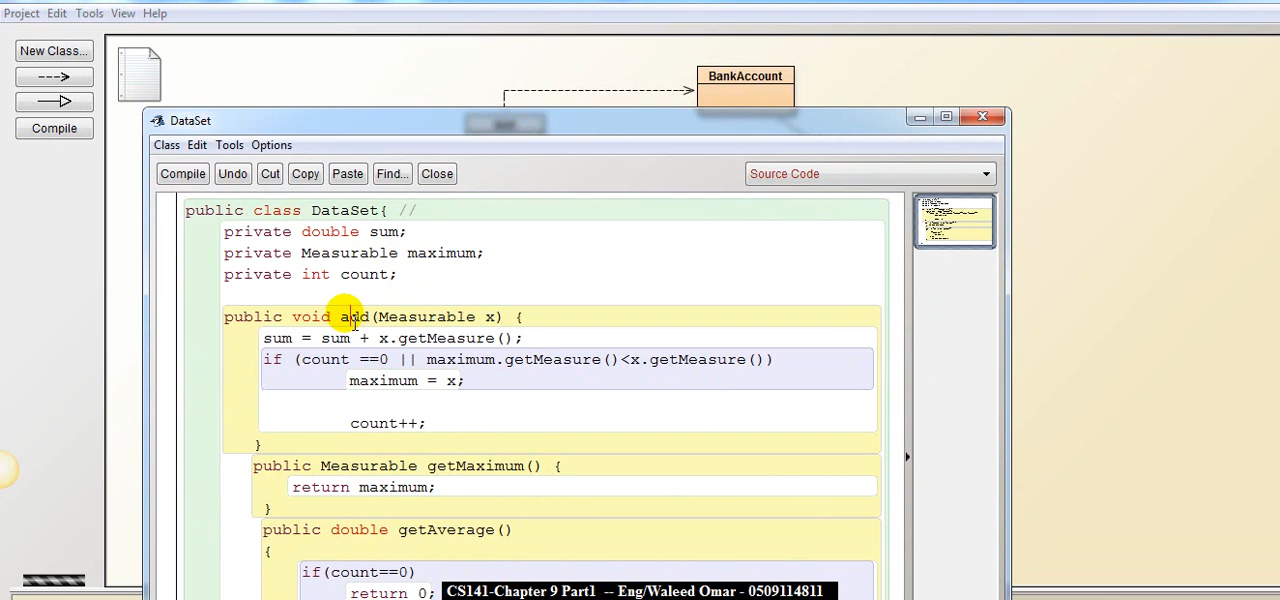 Project Edit Tools View Help
New Class...
Compile
BankAccount
DataSet
Class Edit Tools Options
Compile Undo Cut Copy Paste Find... Close Source Code
public class DataSet{ //
private double sum;
private Measurable maximum;
private int count;
public void add(Measurable x) {
sum = sum + x.getMeasure();
if (count ==0 || maximum.getMeasure()<x.getMeasure())
maximum = x;
count++;
}
public Measurable getMaximum() {
return maximum;
}
public double getAverage()
{
if(count==0)
return 0;
CS141-Chapter 9 Part1 -- Eng/Waleed Omar - 0509114811